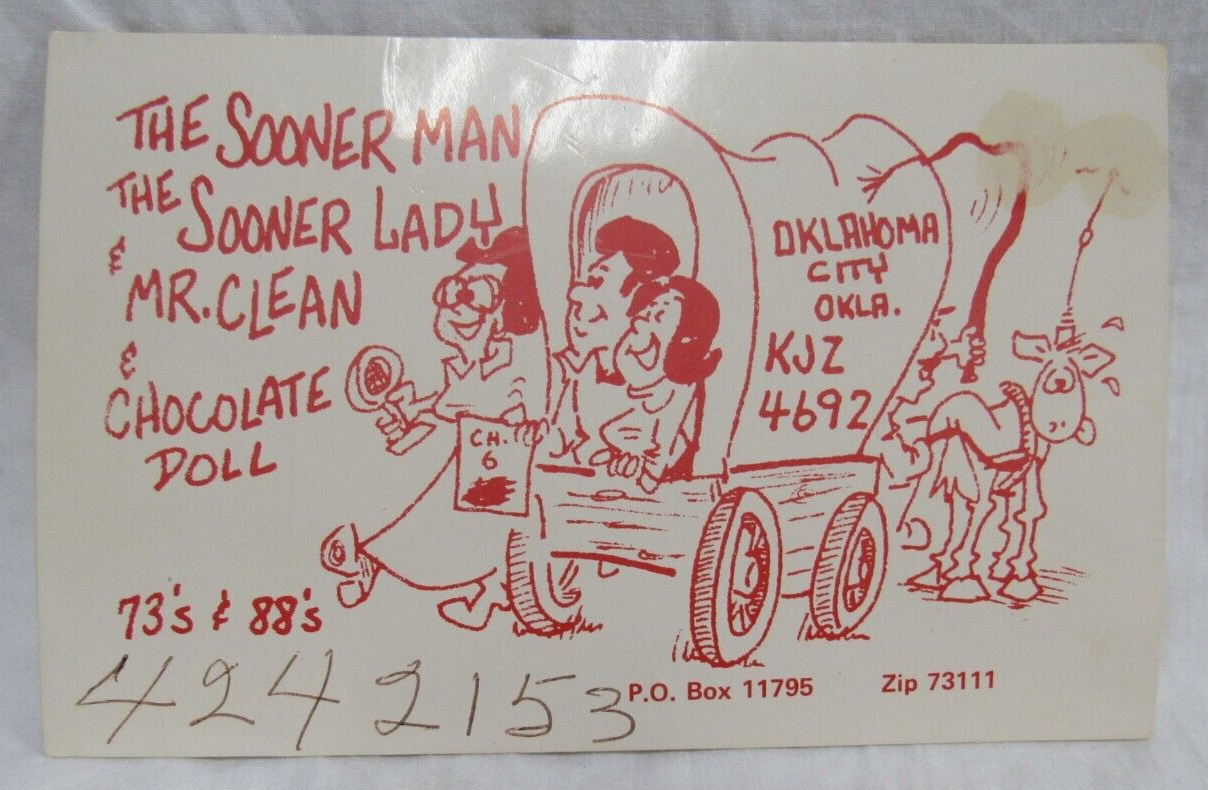 THE SOONER MAN
THE SOONER LADY
& MR. CLEAN
& CHOCOLATE
DOLL
CH.
6
OKLAHOMA
CITY
OKLA.
KJZ
4692
73's & 88's
4242153
P.O. Box 11795 Zip 73111